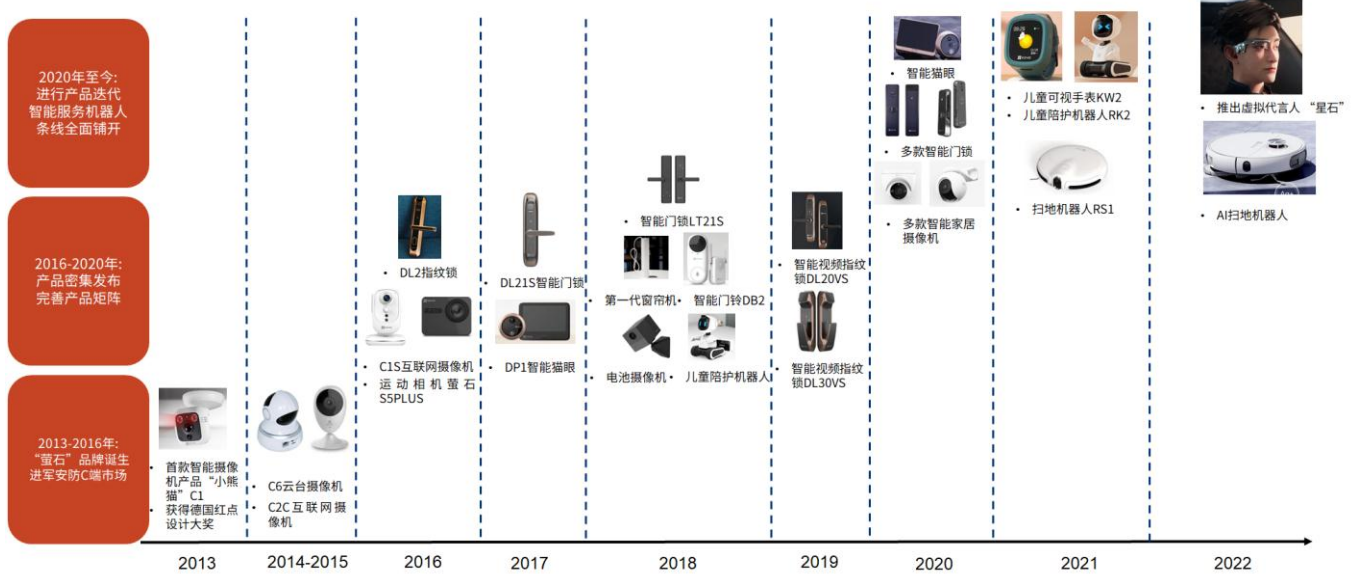 2020年至今:
进行产品迭代
智能服务机器人
条线全面铺开
2016-2020年:
产品密集发布
完善产品矩阵
2013-2016年:
“萤石”品牌诞生
进军安防C端市场
• 首款智能摄像
机产品“小熊
猫”C1
• 获得德国红点
设计大奖
• C6云台摄像机
• C2C互联网摄
像机
• DL2指纹锁
• C1S互联网摄像机
• 运动相机萤石
S5PLUS
• DL21S智能门锁
• DP1智能猫眼
• 智能门锁LT21S
• 第一代窗帘机
• 智能门铃DB2
• 电池摄像机
• 儿童陪护机器人
• 智能视频指纹
锁DL20VS
• 智能视频指纹
锁DL30VS
• 智能猫眼
• 多款智能门锁
• 多款智能家居
摄像机
• 儿童可视手表KW2
• 儿童陪护机器人RK2
• 扫地机器人RS1
• 推出虚拟代言人 “星石”
• AI扫地机器人
2013
2014-2015
2016
2017
2018
2019
2020
2021
2022